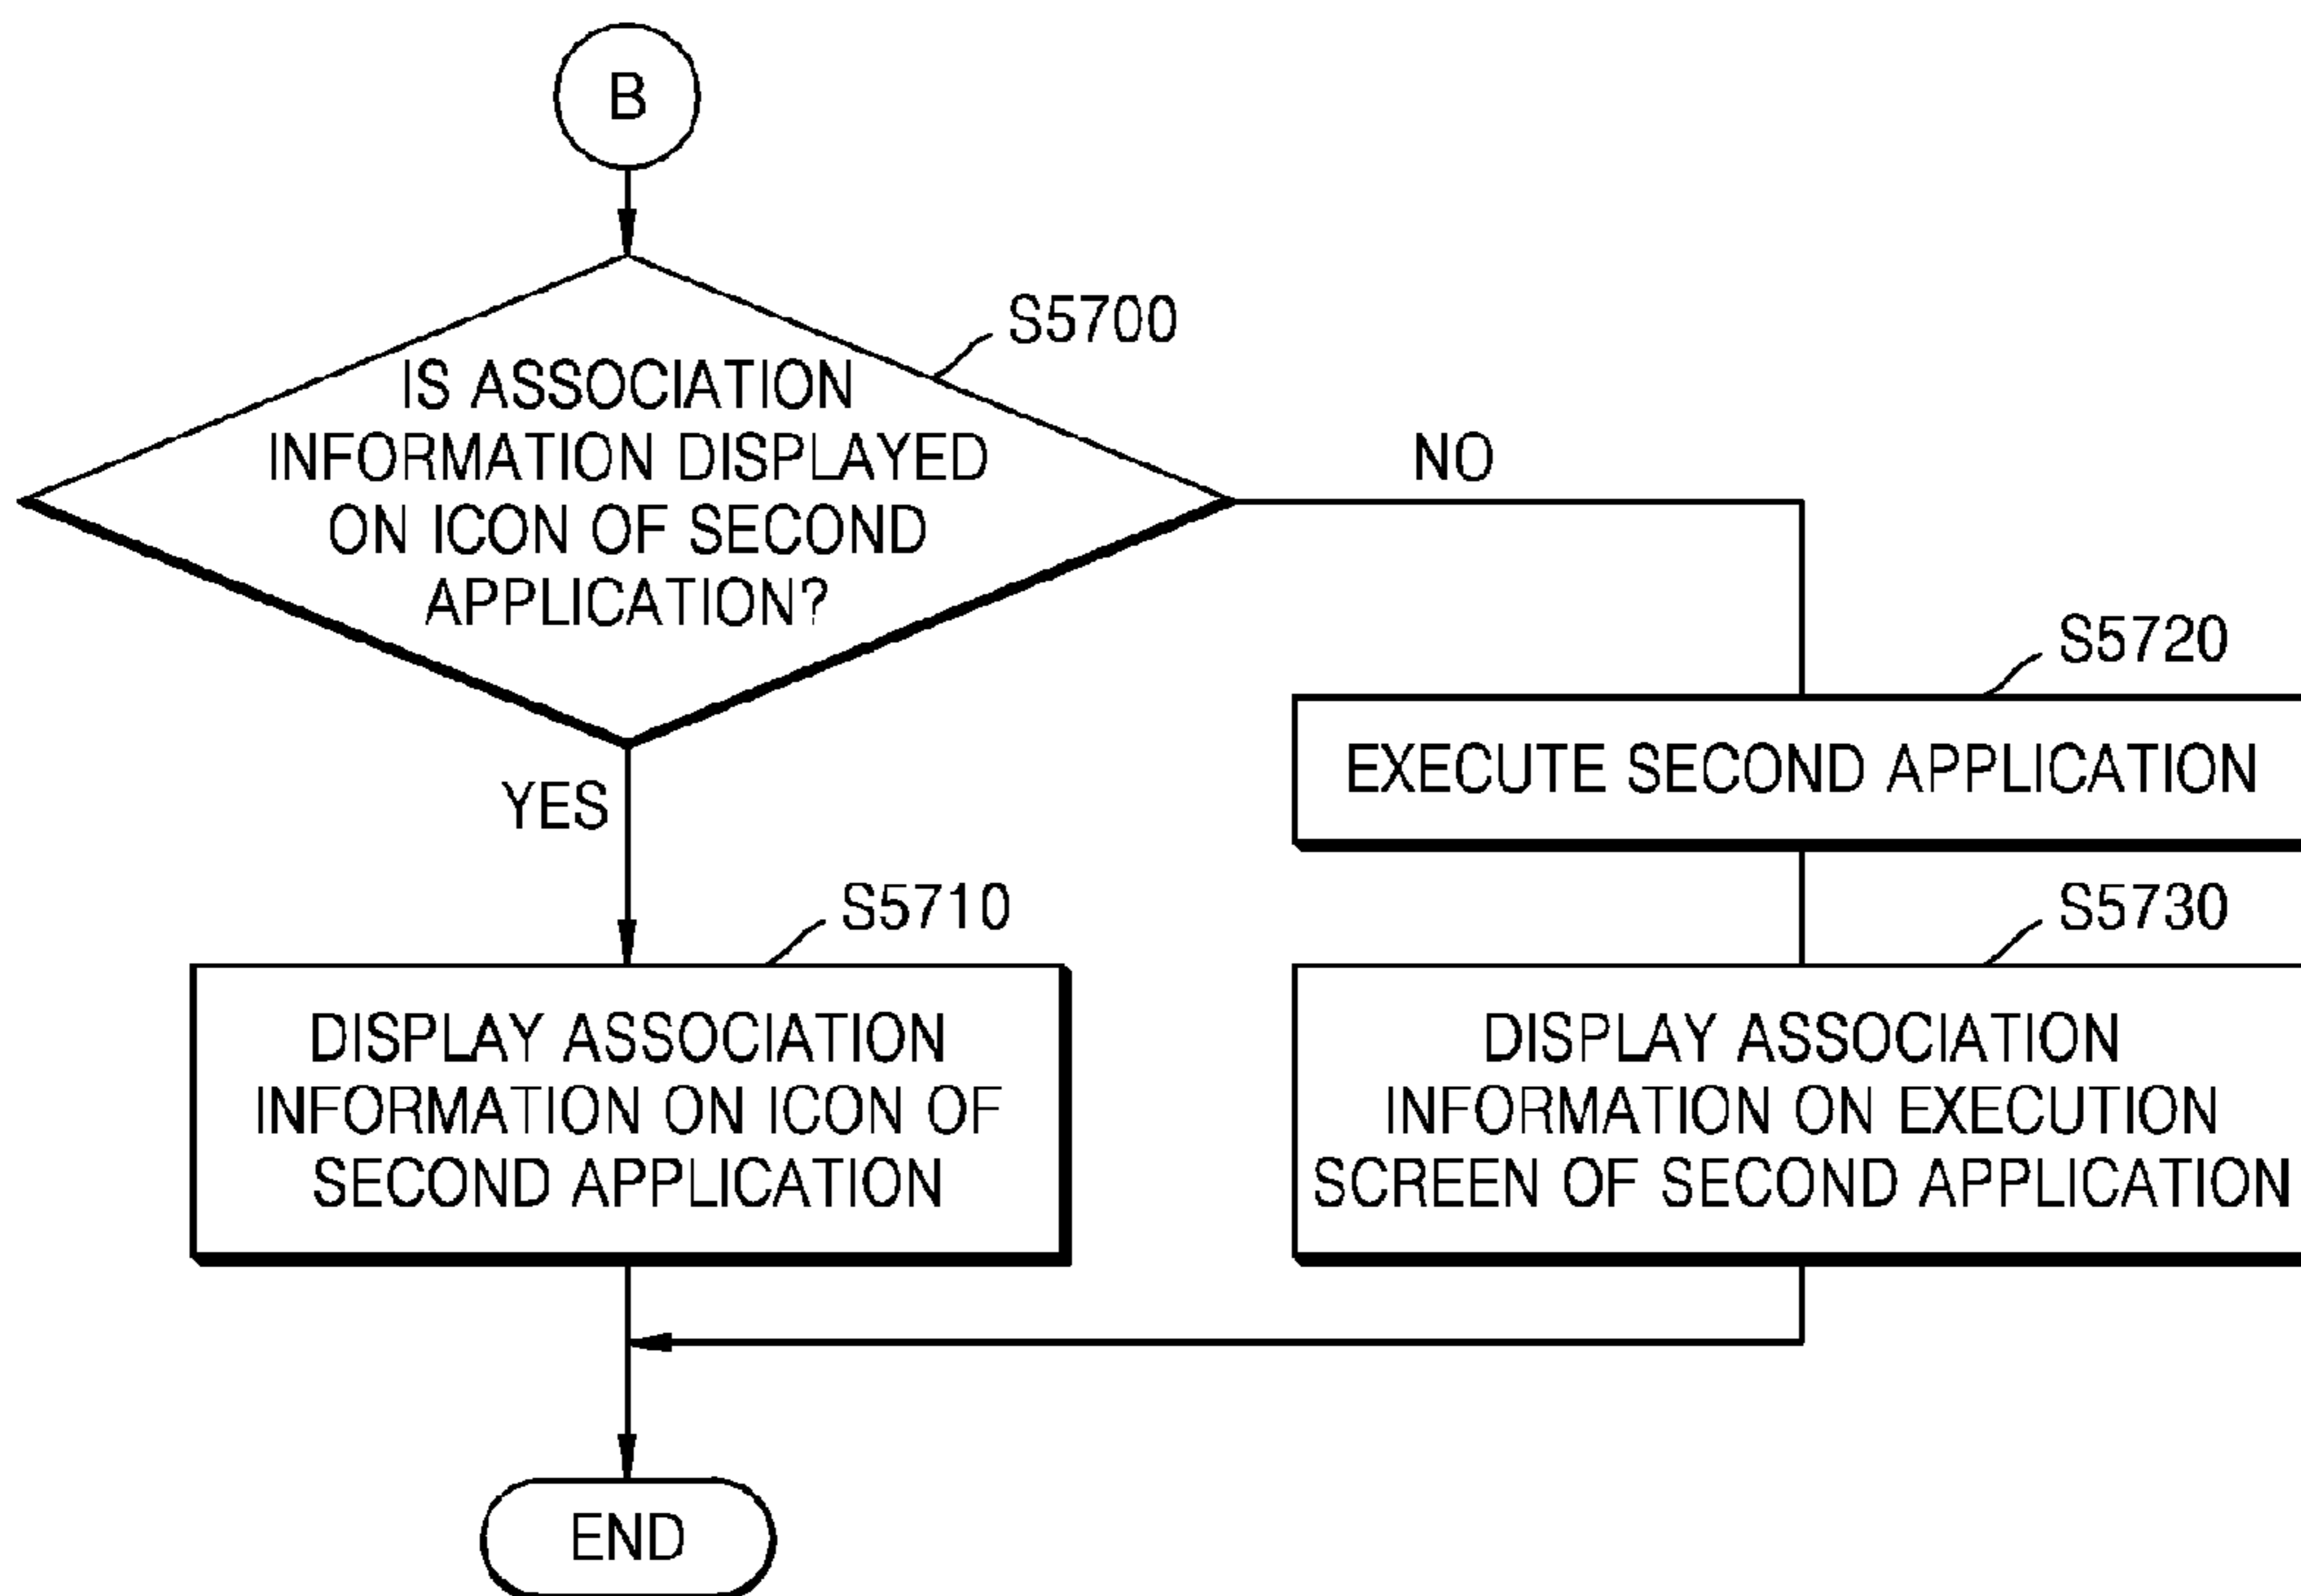 B
S5700
IS ASSOCIATION
INFORMATION DISPLAYED
ON ICON OF SECOND
APPLICATION?
NO
YES
S5720
EXECUTE SECOND APPLICATION
S5710
DISPLAY ASSOCIATION
INFORMATION ON ICON OF
SECOND APPLICATION
S5730
DISPLAY ASSOCIATION
INFORMATION ON EXECUTION
SCREEN OF SECOND APPLICATION
END